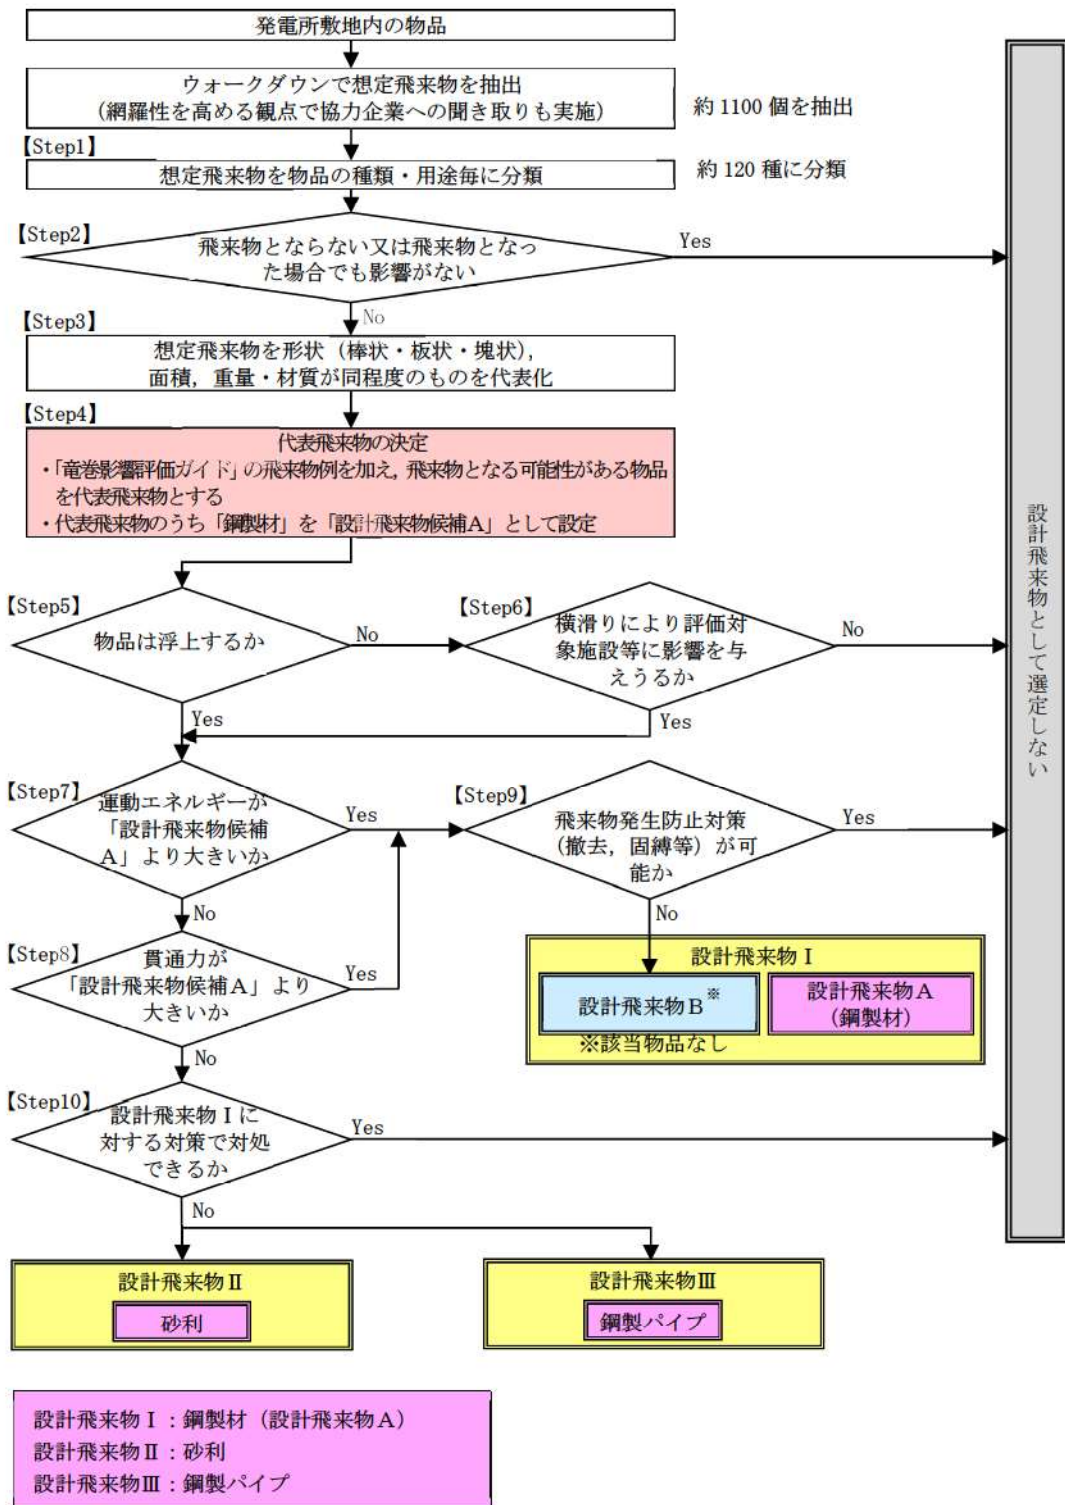 発電所敷地内の物品
ウォークダウンで想定飛来物を抽出
(網羅性を高める観点で協力企業への聞き取りも実施)
約1100個を抽出
【Step1】
想定飛来物を物品の種類・用途毎に分類
約120種に分類
【Step2】
飛来物とならない又は飛来物となっ
た場合でも影響がない
Yes
No
【Step3】
想定飛来物を形状（棒状・板状・塊状），
面積，重量・材質が同程度のものを代表化
【Step4】
代表飛来物の決定
・「竜巻影響評価ガイド」の飛来物例を加え，飛来物となる可能性がある物品
を代表飛来物とする
・代表飛来物のうち「鋼製材」を「設計飛来物候補A」として設定
【Step5】
物品は浮上するか
No
Yes
【Step6】
横滑りにより評価対
象施設等に影響を与
えうるか
No
Yes
【Step7】
運動エネルギーが
「設計飛来物候補
A」より大きいか
Yes
No
【Step9】
飛来物発生防止対策
（撤去，固縛等）が可
能か
Yes
No
【Step8】
貫通力が
「設計飛来物候補A」より
大きいか
Yes
No
設計飛来物Ⅰ
設計飛来物B※
設計飛来物A
（鋼製材）
※該当物品なし
【Step10】
設計飛来物Ⅰに
対する対策で対処
できるか
Yes
No
設計飛来物Ⅱ
砂利
設計飛来物Ⅲ
鋼製パイプ
設計飛来物として選定しない
設計飛来物Ⅰ：鋼製材（設計飛来物A）
設計飛来物Ⅱ：砂利
設計飛来物Ⅲ：鋼製パイプ